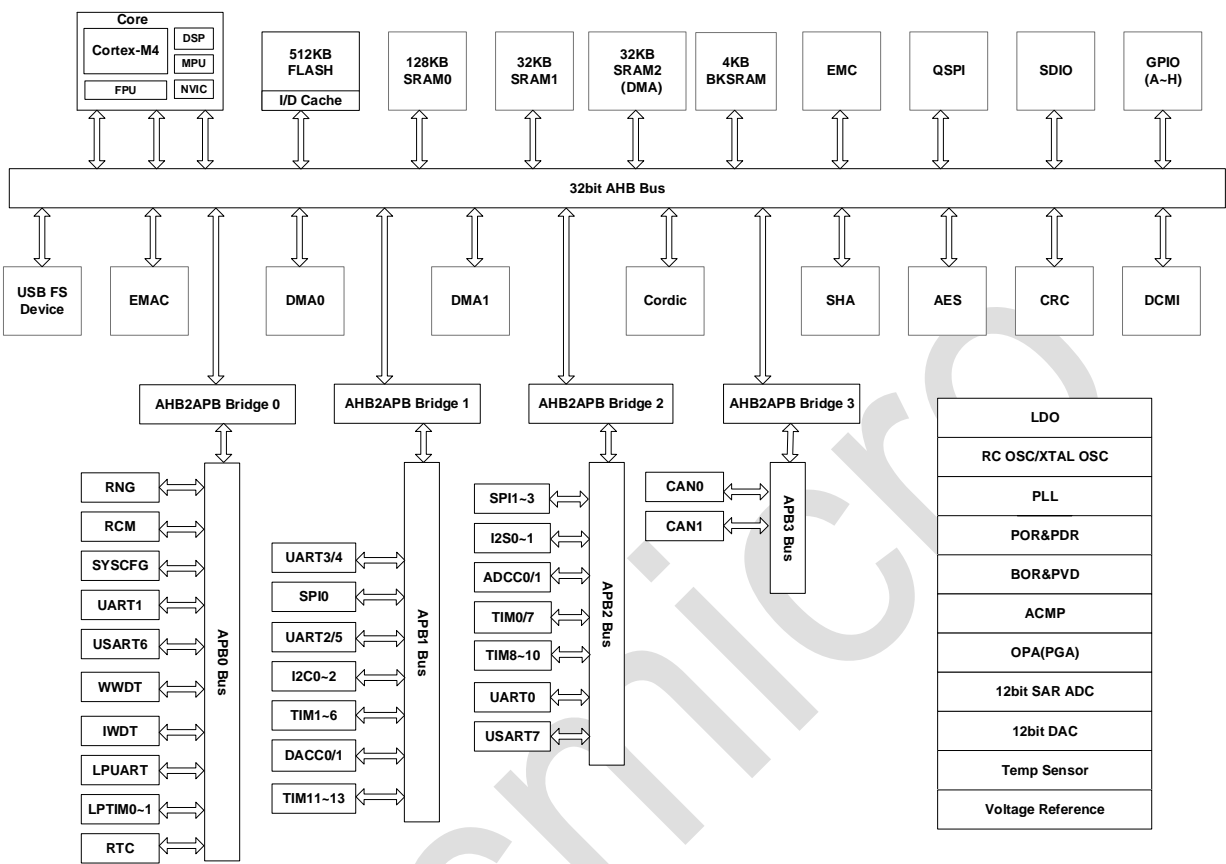 Core
Cortex-M4
DSP
MPU
FPU
NVIC
512KB
FLASH
I/D Cache
128KB
SRAM0
32KB
SRAM1
32KB
SRAM2
(DMA)
4KB
BKSRAM
EMC
QSPI
SDIO
GPIO
(A~H)
32bit AHB Bus
USB FS
Device
EMAC
DMA0
DMA1
Cordic
SHA
AES
CRC
DCMI
AHB2APB Bridge 0
AHB2APB Bridge 1
AHB2APB Bridge 2
AHB2APB Bridge 3
RNG
RCM
SYSCFG
UART1
USART6
WWDT
IWDT
LPUART
LPTIM0~1
RTC
APB0 Bus
UART3/4
SPI0
UART2/5
I2C0~2
TIM1~6
DACC0/1
TIM11~13
APB1 Bus
SPI1~3
I2S0~1
ADCC0/1
TIM0/7
TIM8~10
UART0
USART7
APB2 Bus
CAN0
CAN1
APB3 Bus
LDO
RC OSC/XTAL OSC
PLL
POR&PDR
BOR&PVD
ACMP
OPA(PGA)
12bit SAR ADC
12bit DAC
Temp Sensor
Voltage Reference